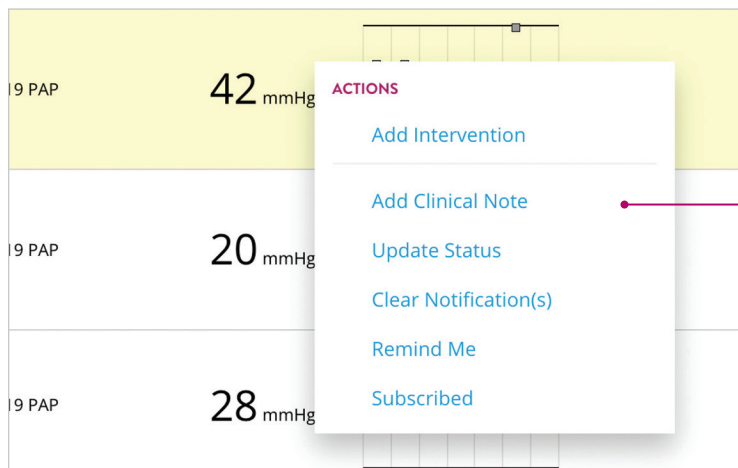 19 PAP 42 mmHg
ACTIONS
Add Intervention
Add Clinical Note
Update Status
Clear Notification(s)
Remind Me
Subscribed
19 PAP 20 mmHg
19 PAP 28 mmHg